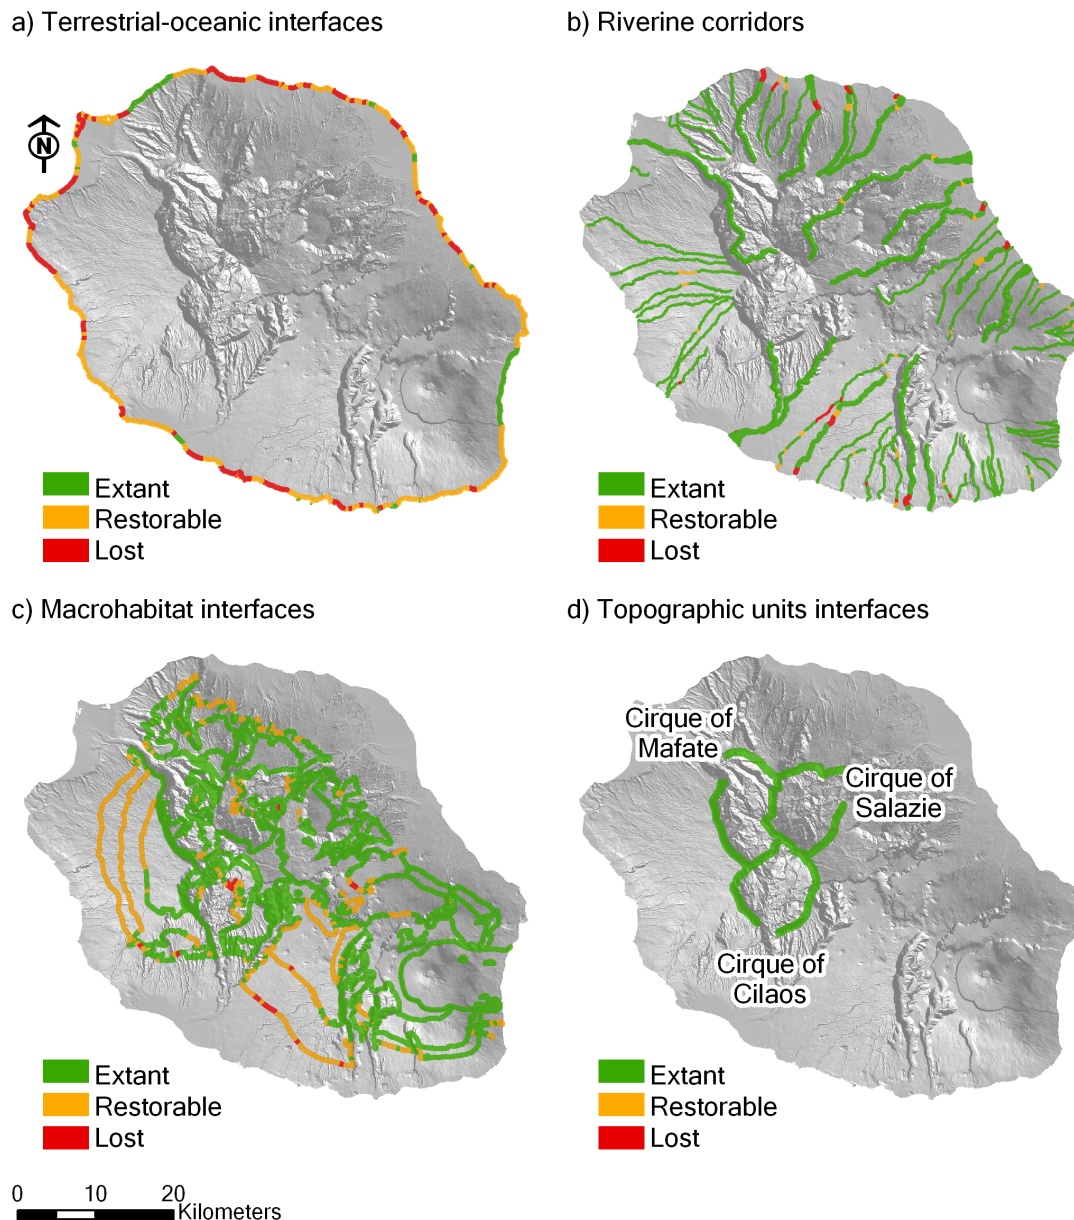 a) Terrestrial-oceanic interfaces
b) Riverine corridors
N
Extant
Restorable
Lost
Extant
Restorable
Lost
c) Macrohabitat interfaces
d) Topographic units interfaces
Cirque of
Mafate
Cirque of
Salazie
Cirque of
Cilaos
Extant
Restorable
Lost
Extant
Restorable
Lost
0 10 20
Kilometers